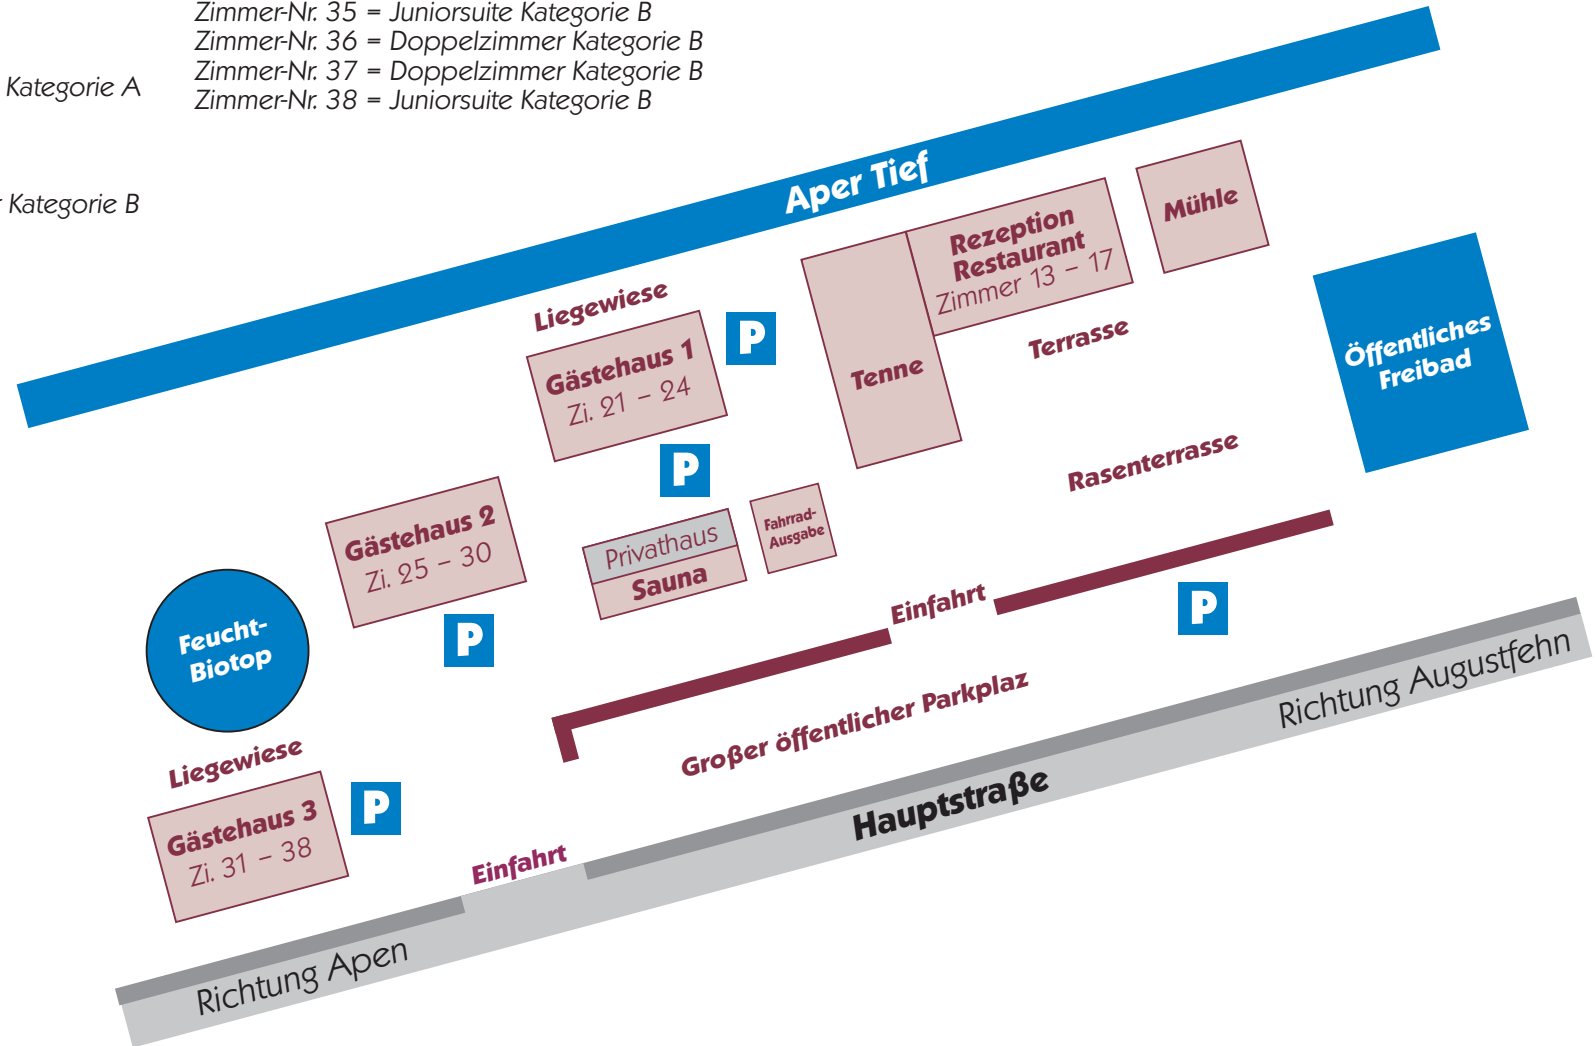 Zimmer-Nr. 35 = Juniorsuite Kategorie B
Zimmer-Nr. 36 = Doppelzimmer Kategorie B
Zimmer-Nr. 37 = Doppelzimmer Kategorie B
Kategorie A
Zimmer-Nr. 38 = Juniorsuite Kategorie B
Kategorie B
Aper Tief
Mühle
Rezeption
Restaurant
Zimmer 13 – 17
Liegewiese
P
Terrasse
Öffentliches
Freibad
Gästehaus 1
Zi. 21 – 24
Tenne
P
Rasenterrasse
Gästehaus 2
Zi. 25 – 30
Privathaus
Sauna
Fahrrad-
Ausgabe
Einfahrt
P
P
Feucht-
Biotop
Großer öffentlicher Parkplaz
Richtung Augustfehn
Liegewiese
P
Hauptstraße
Gästehaus 3
Zi. 31 – 38
Einfahrt
Richtung Apen